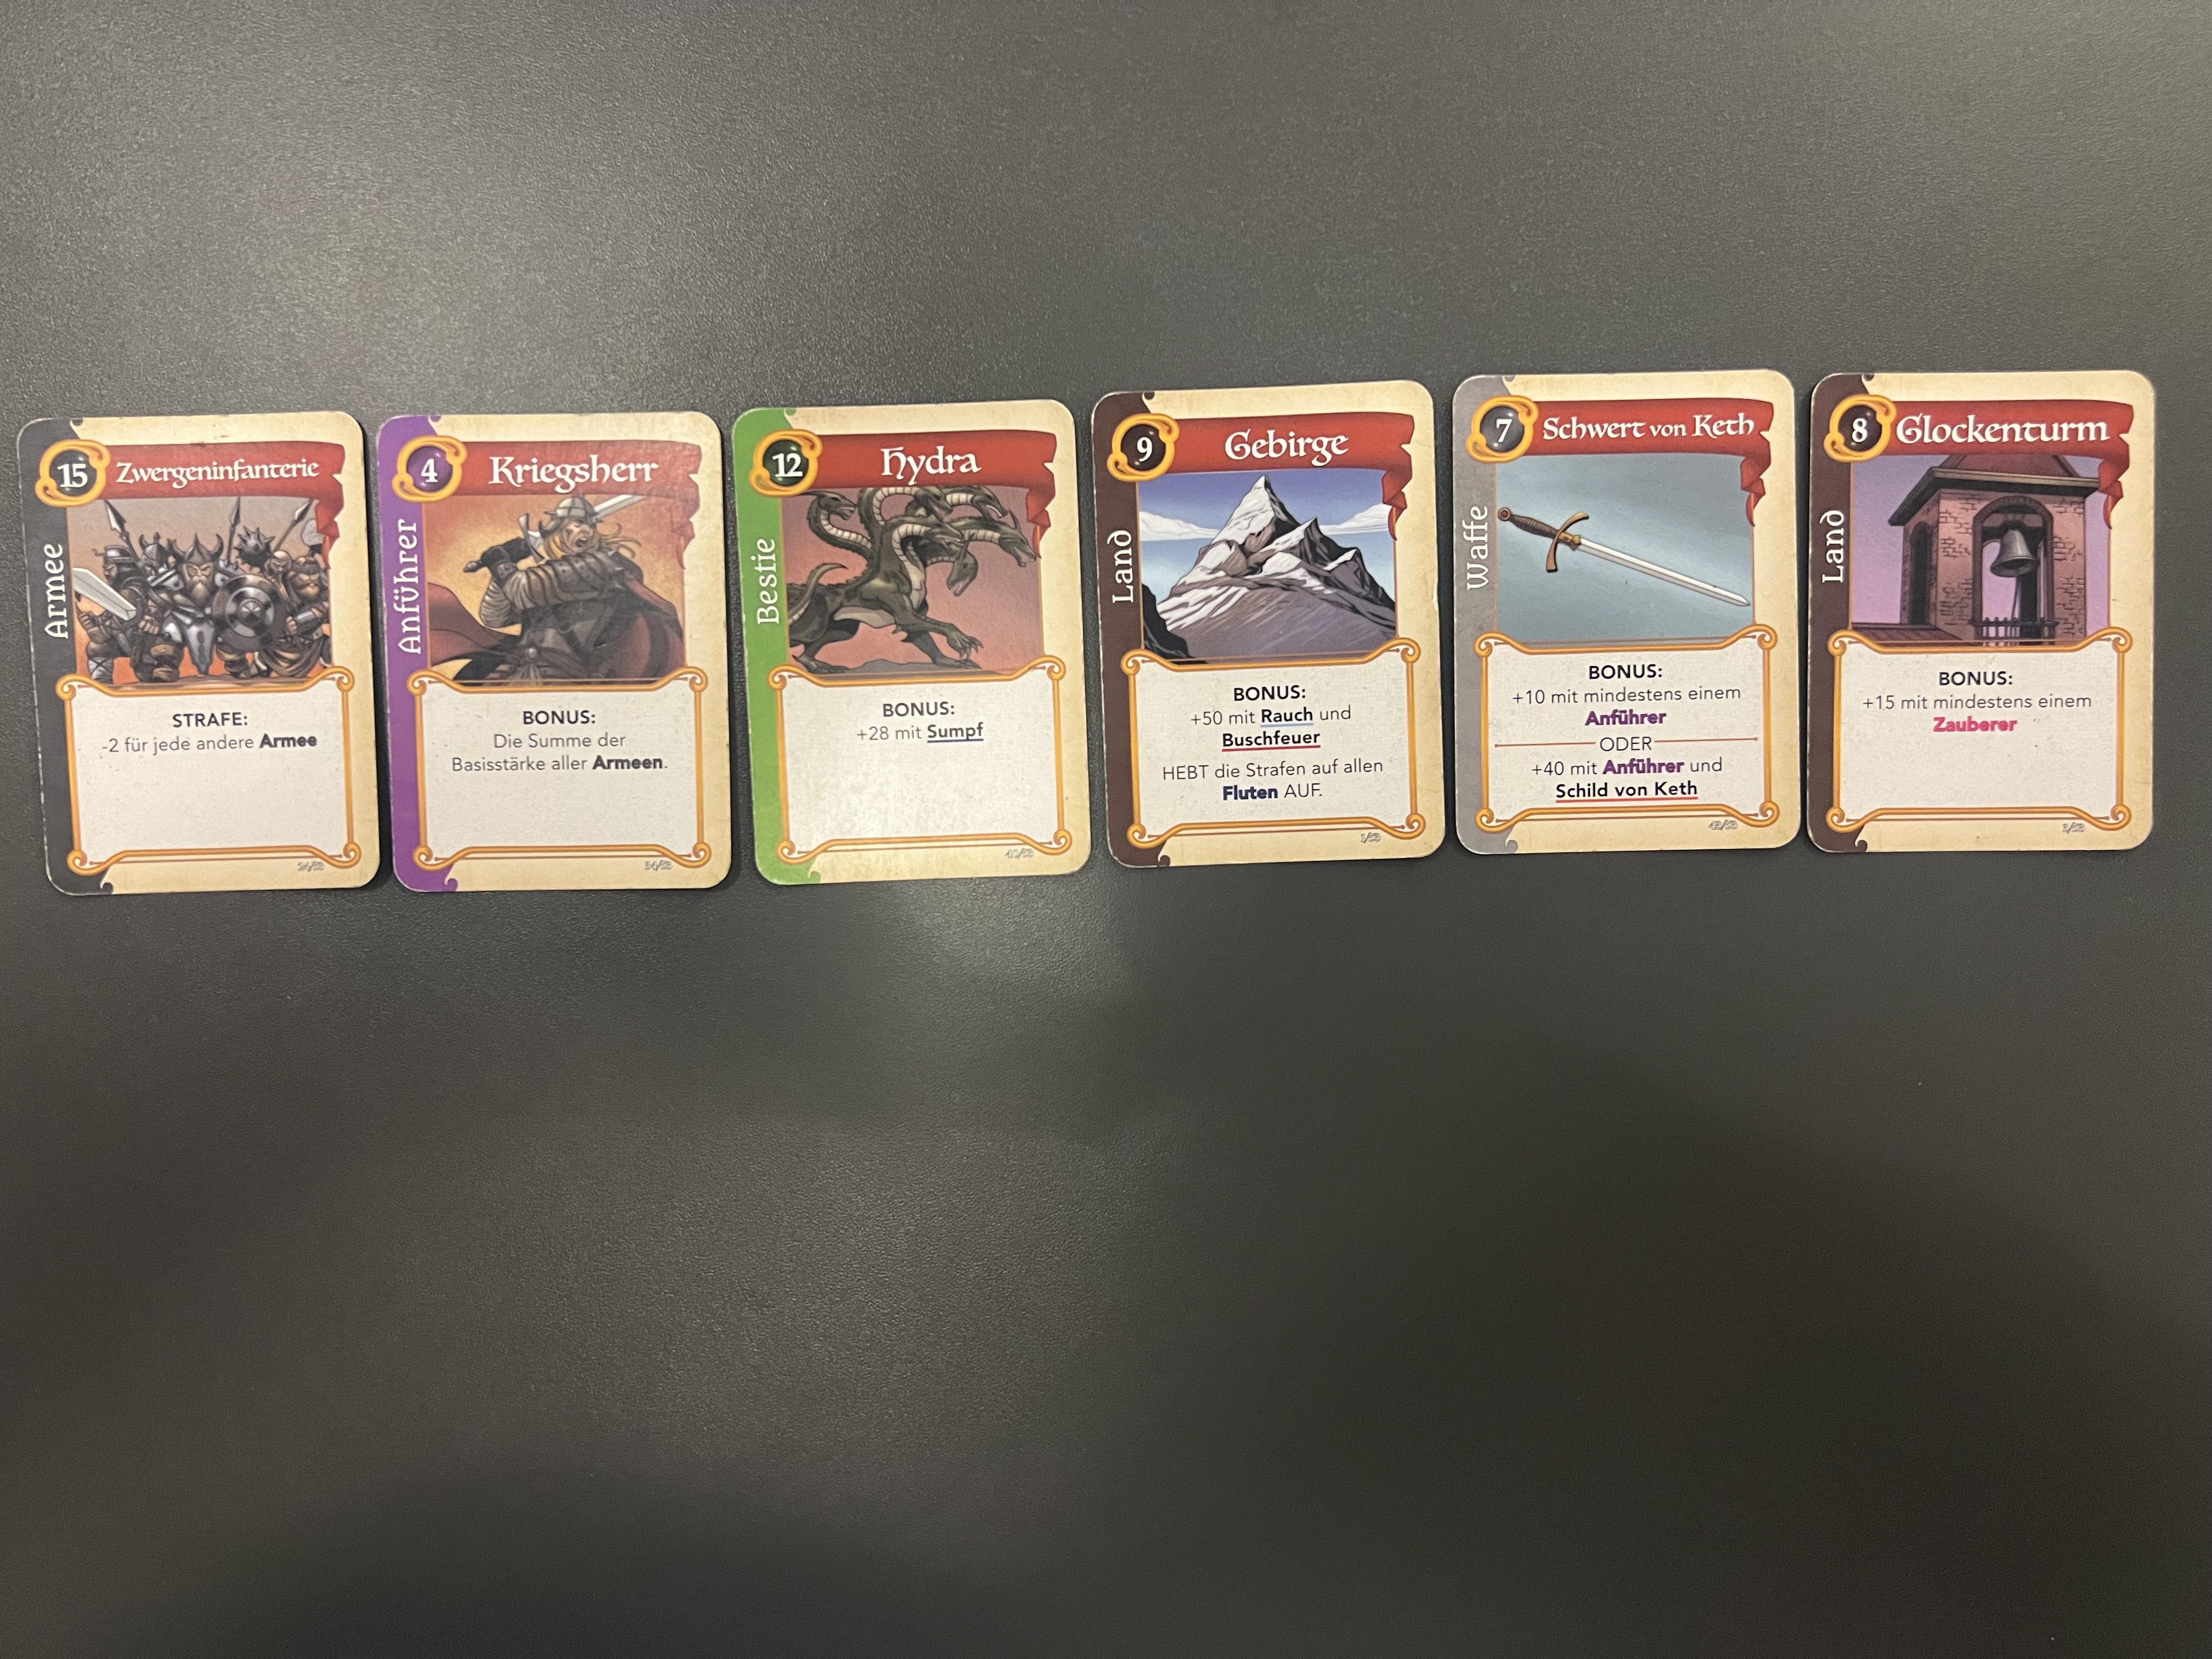 Armee
15 Zwergeninfanterie
STRAFE:
-2 für jede andere Armee
Anführer
4 Kriegsherr
BONUS:
Die Summe der
Basisstärke aller Armeen.
Bestie
12 Hydra
BONUS:
+28 mit Sumpf
Land
9 Gebirge
BONUS:
+50 mit Rauch und
Buschfeuer
HEBT die Strafen auf allen
Fluten AUF.
1/53
Waffe
7 Schwert von Keth
BONUS:
+10 mit mindestens einem
Anführer
ODER
+40 mit Anführer und
Schild von Keth
Land
8 Glockenturm
BONUS:
+15 mit mindestens einem
Zauberer